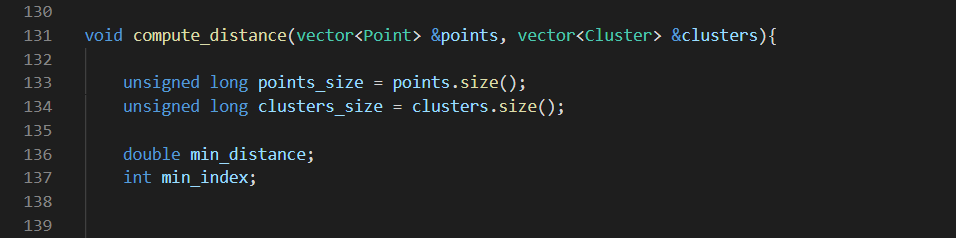 130
131 void compute_distance(vector<Point> &points, vector<Cluster> &clusters){
132
133 unsigned long points_size = points.size();
134 unsigned long clusters_size = clusters.size();
135
136 double min_distance;
137 int min_index;
138
139